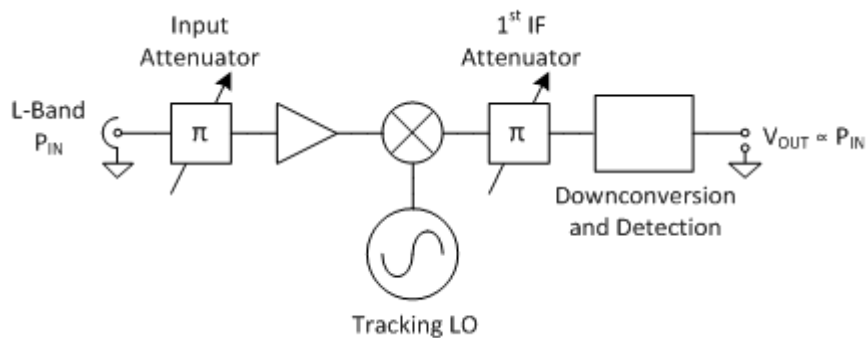 Input
Attenuator
1st IF
Attenuator
L-Band
PIN
π
π
VOUT ∝ PIN
Downconversion
and Detection
Tracking LO